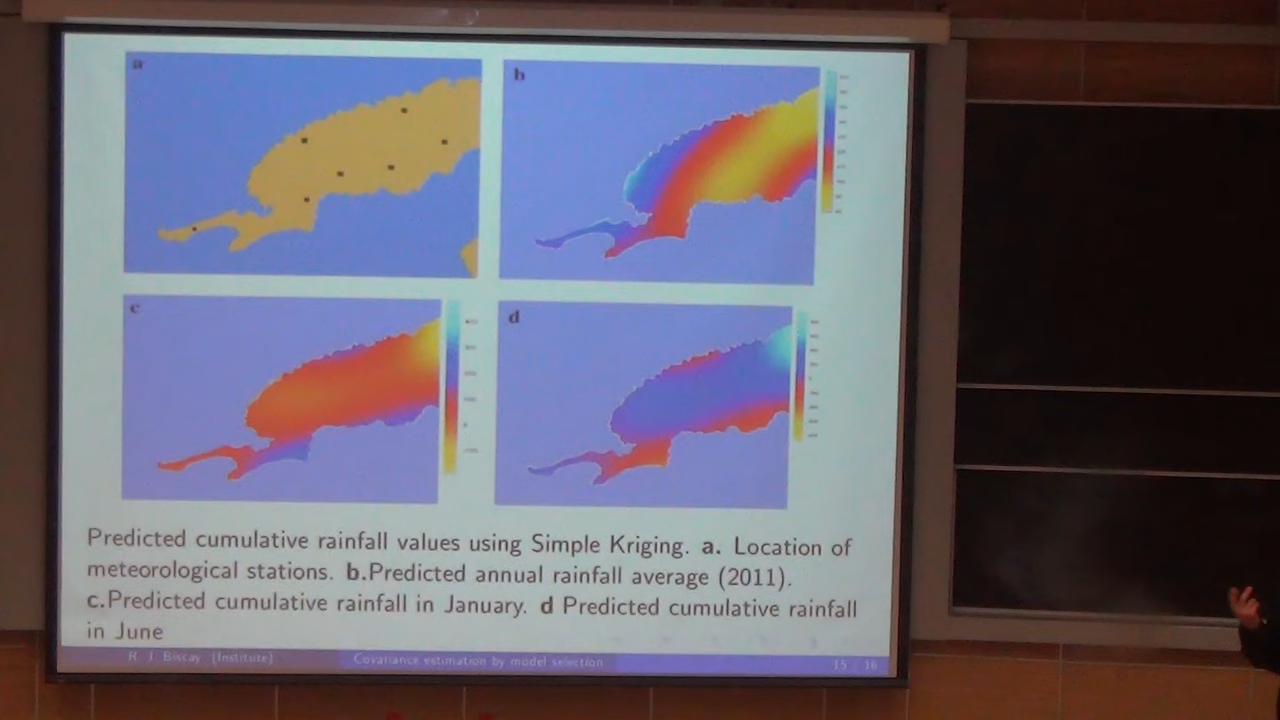 a
b
c
d
Predicted cumulative rainfall values using Simple Kriging. a. Location of
meteorological stations. b.Predicted annual rainfall average (2011).
c.Predicted cumulative rainfall in January. d Predicted cumulative rainfall
in June
R. J. Biscay (Institute) Covariance estimation by model selection 15 / 16